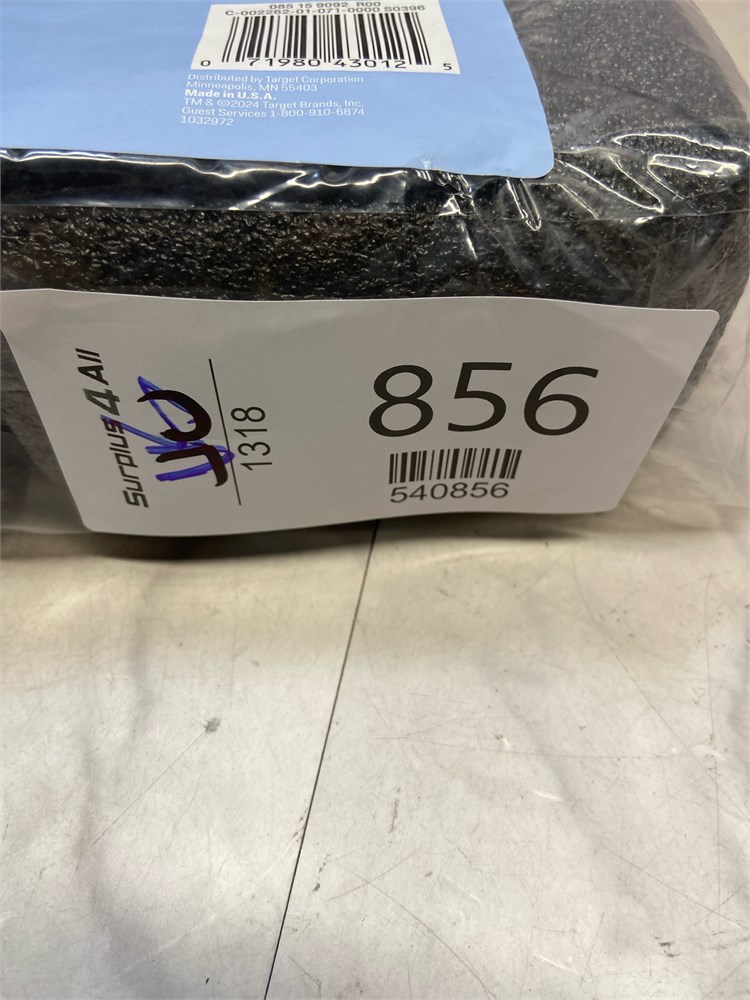 085 15 9092 R00
C-002262-01-071-0000 S0396
0 71980 43012 5
Distributed by Target Corporation
Minneapolis, MN 55403
Made in U.S.A.
TM & ©2024 Target Brands, Inc.
Guest Services 1-800-910-6874
1032972
Surplus 4 All
40
1318
856
540856